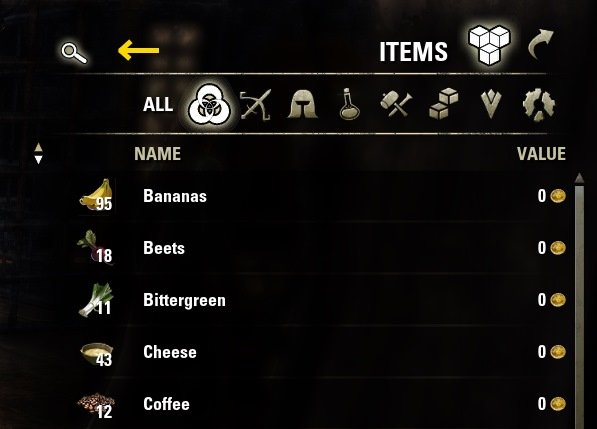 ITEMS
ALL
NAME VALUE
95 Bananas 0
18 Beets 0
11 Bittergreen 0
43 Cheese 0
12 Coffee 0